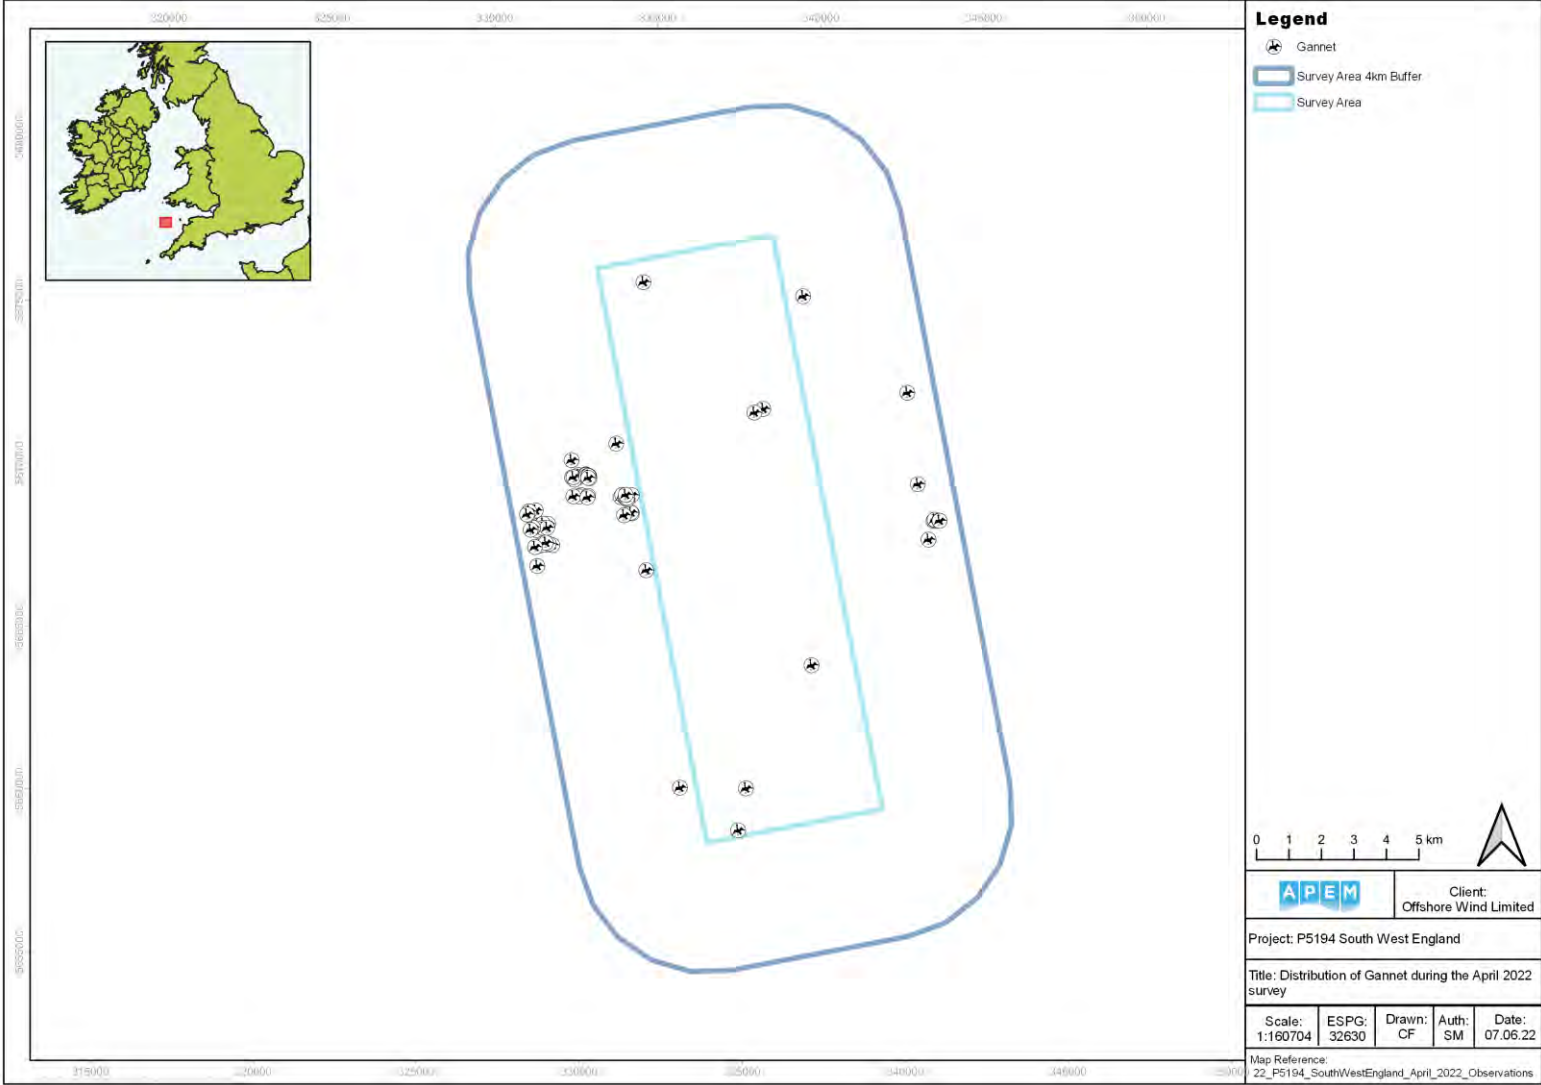 Legend
Gannet
Survey Area 4km Buffer
Survey Area
0 1 2 3 4 5 km
APEM
Client:
Offshore Wind Limited
Project: P5194 South West England
Title: Distribution of Gannet during the April 2022
survey
Scale:
1:160704
ESPG:
32630
Drawn:
CF
Auth:
SM
Date:
07.06.22
Map Reference:
22_P5194_SouthWestEngland_April_2022_Observations